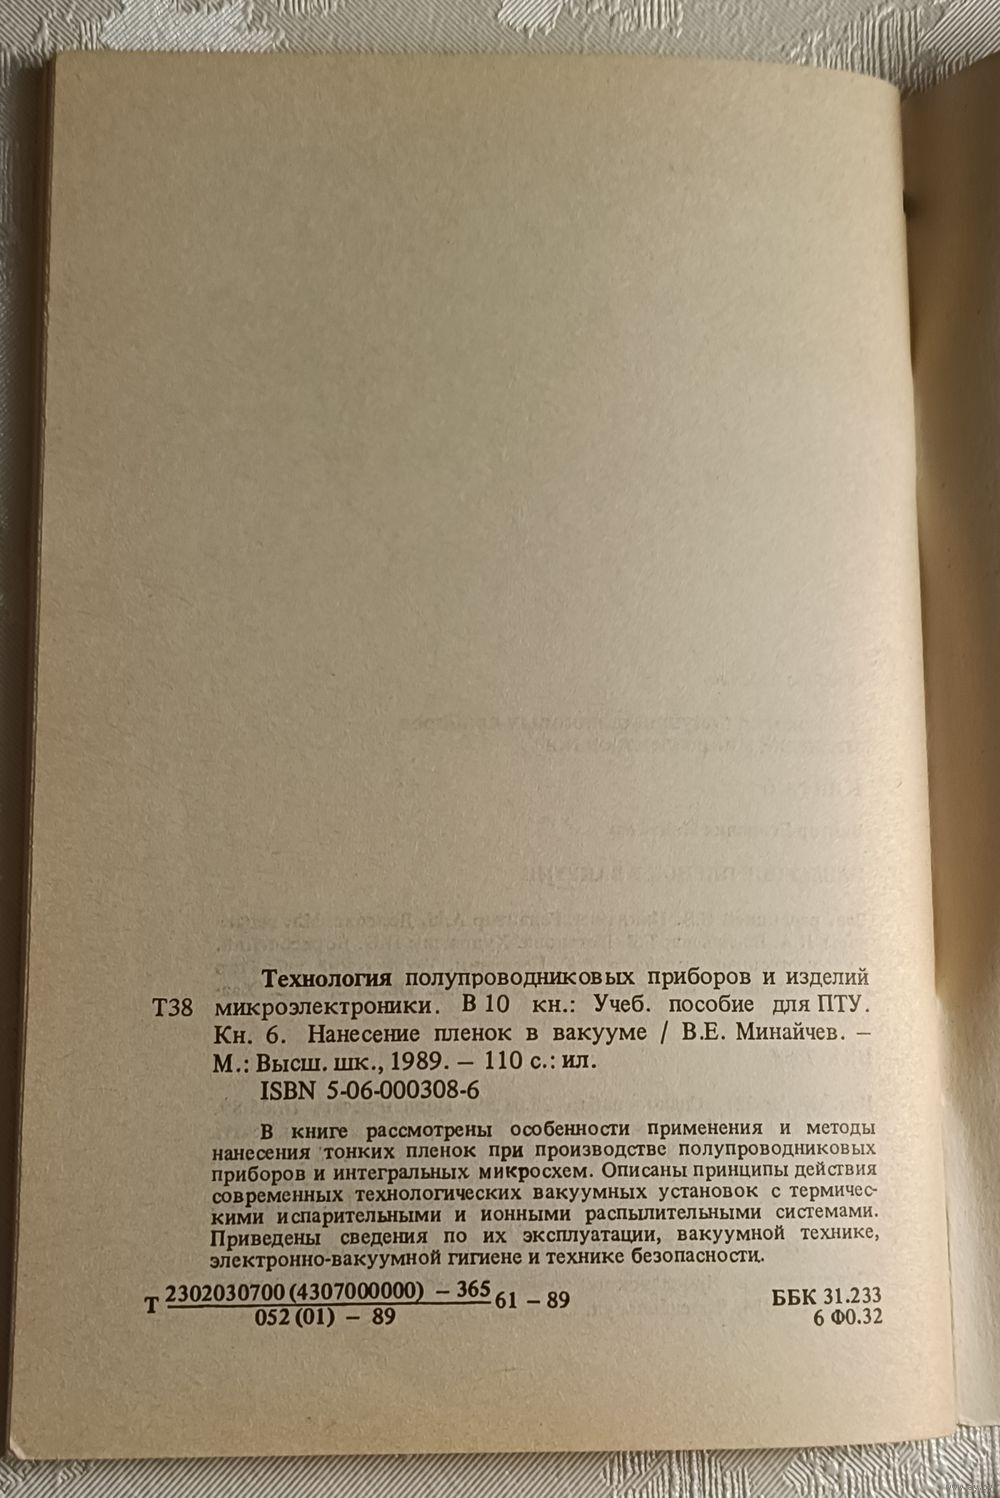 Технология полупроводниковых приборов и изделий
Т38 микроэлектроники. В 10 кн.: Учеб. пособие для ПТУ.
Кн. 6. Нанесение пленок в вакууме / В.Е. Минайчев. —
М.: Высш. шк., 1989. — 110 с.: ил.
ISBN 5-06-000308-6
В книге рассмотрены особенности применения и методы
нанесения тонких пленок при производстве полупроводниковых
приборов и интегральных микросхем. Описаны принципы действия
современных технологических вакуумных установок с термичес-
кими испарительными и ионными распылительными системами.
Приведены сведения по их эксплуатации, вакуумной технике,
электронно-вакуумной гигиене и технике безопасности.
2302030700 (4307000000) — 365
Т 61 — 89
052 (01) — 89
ББК 31.233
6 Ф0.32